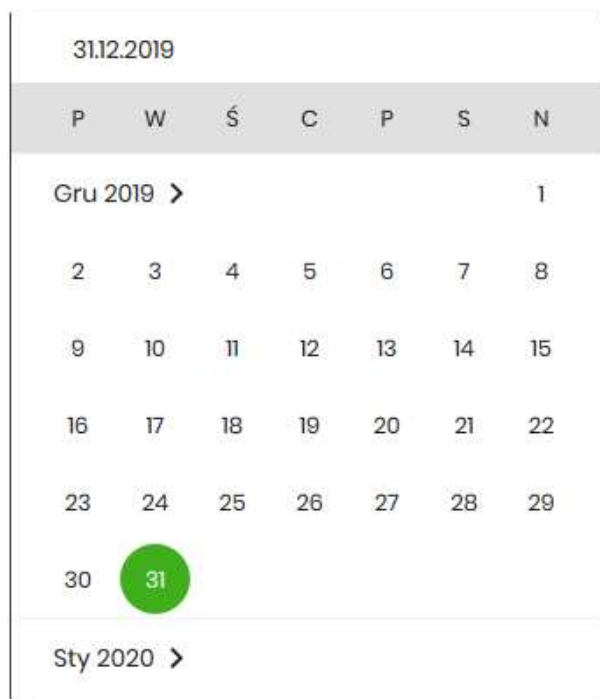 31.12.2019
P W Ś C P S N
Gru 2019 1
2 3 4 5 6 7 8
9 10 11 12 13 14 15
16 17 18 19 20 21 22
23 24 25 26 27 28 29
30 31
Sty 2020